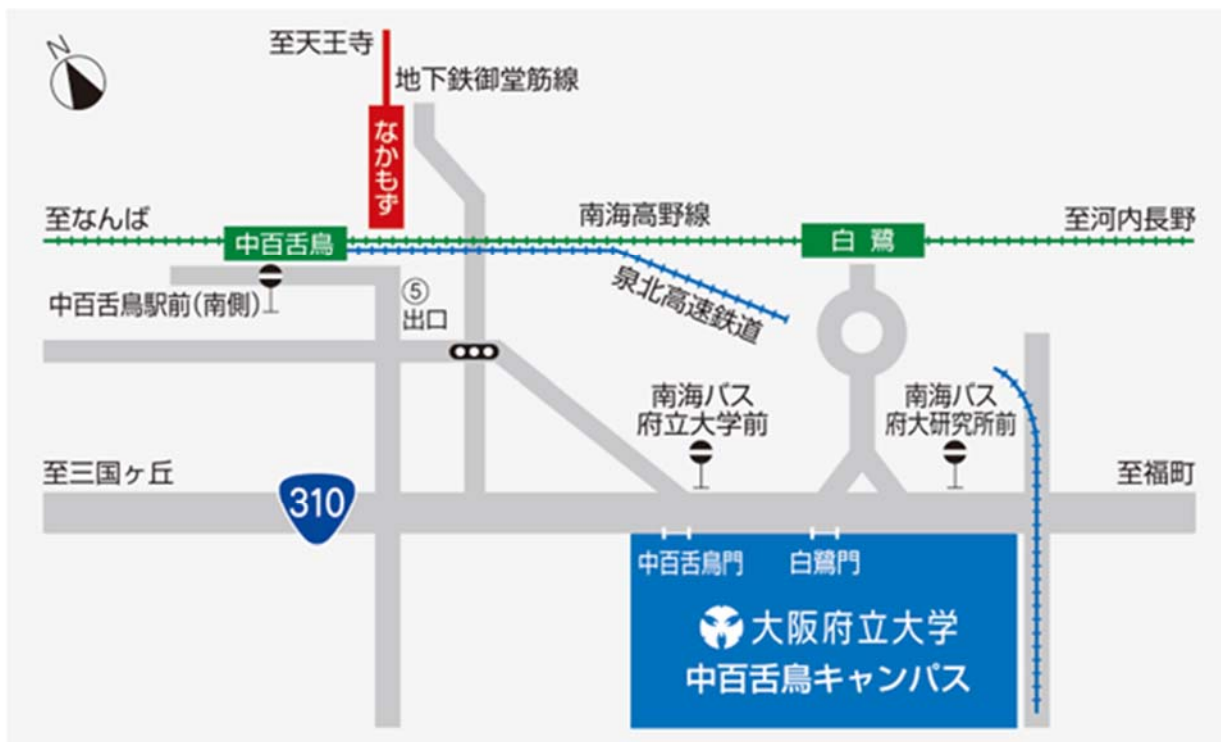 N
至天王寺
地下鉄御堂筋線
なかもず
至なんば
中百舌鳥
南海高野線
白鷺
至河内長野
中百舌鳥駅前(南側)
⑤
出口
泉北高速鉄道
南海バス
府立大学前
南海バス
府大研究所前
至三国ヶ丘
310
至福町
中百舌鳥門
白鷺門
大阪府立大学
中百舌鳥キャンパス